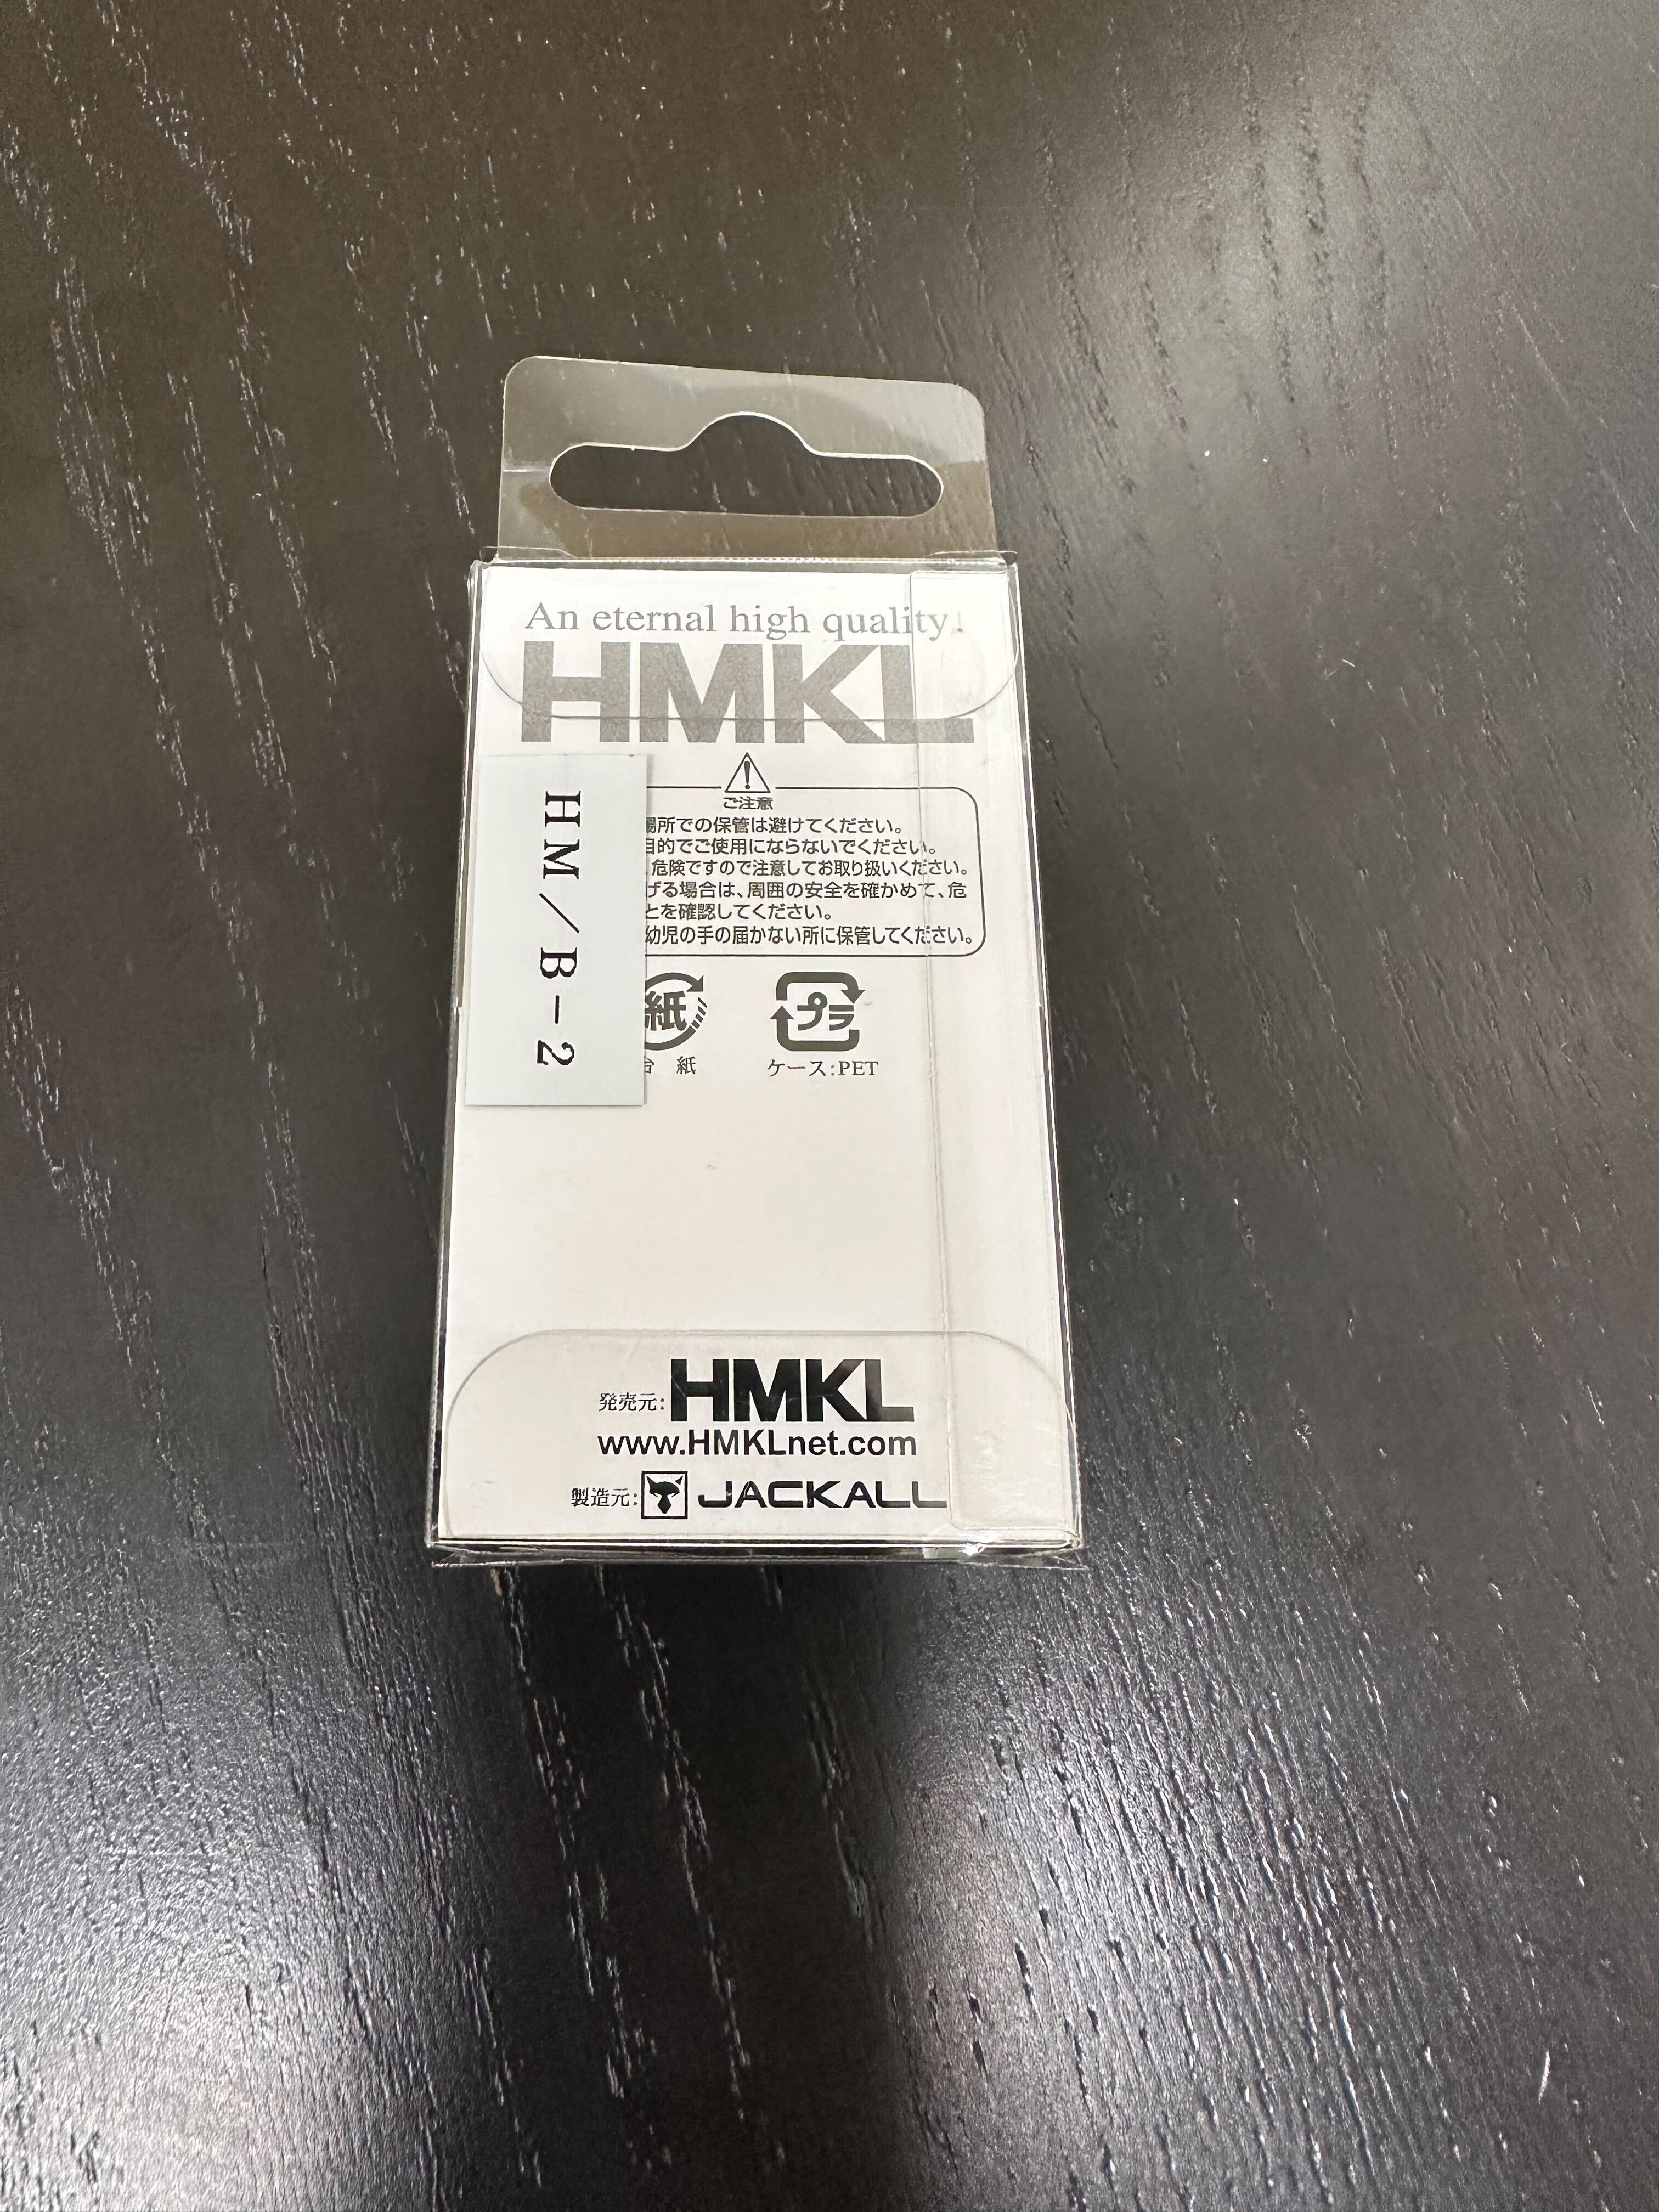 An eternal high quality!
HMKL
HM/B-2
ご注意
場所での保管は避けてください。
目的でご使用にならないでください。
危険ですので注意してお取り扱いください。
げる場合は、周囲の安全を確かめて、危
とを確認してください。
幼児の手の届かない所に保管してください。
紙
プラ
台 紙
ケース:PET
発売元:HMKL
www.HMKLnet.com
製造元:JACKALL